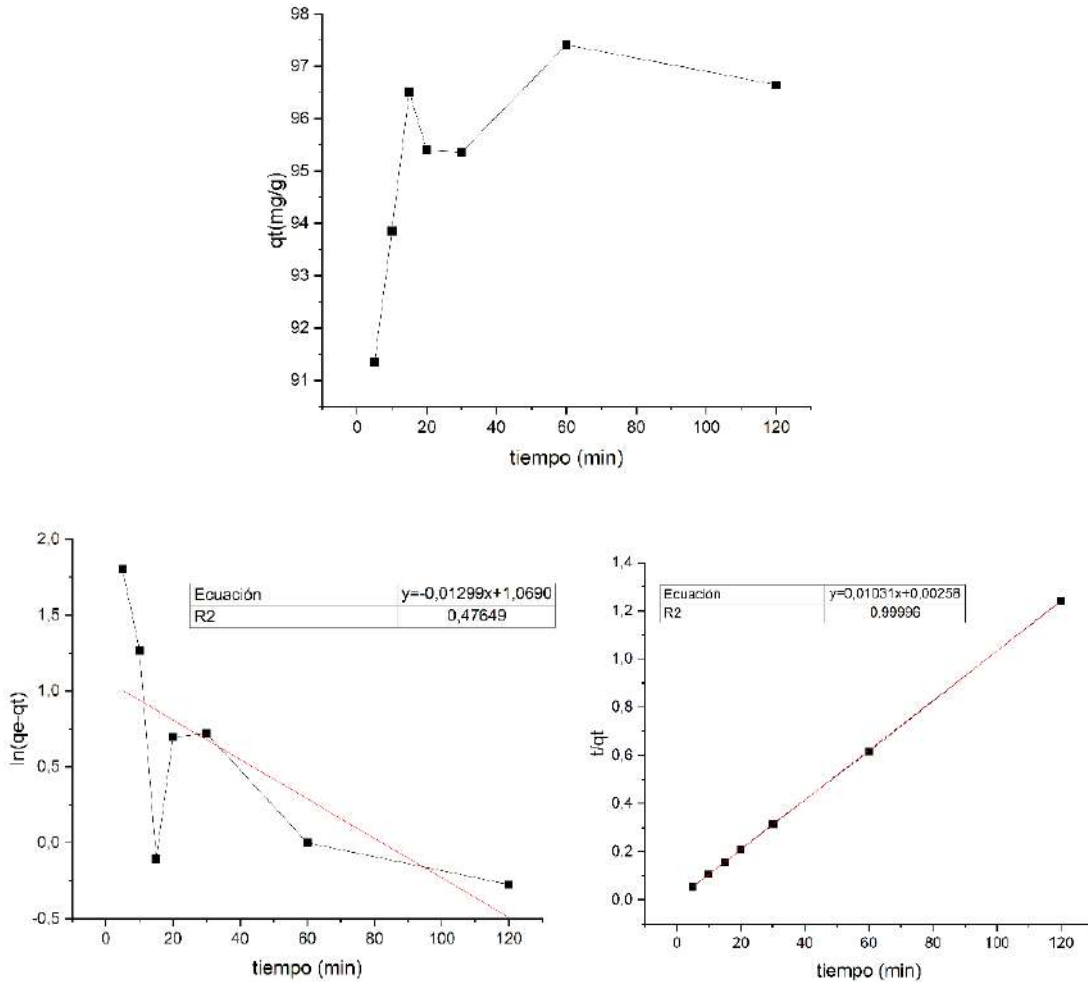 98
97
96
95
94
93
92
91
qt(mg/g)
0 20 40 60 80 100 120
tiempo (min)
2,0
1,5
1,0
0,5
0,0
-0,5
ln(qe-qt)
Ecuación y=-0,01299x+1,0690
R2 0,47649
0 20 40 60 80 100 120
tiempo (min)
1,4
1,2
1,0
0,8
0,6
0,4
0,2
0,0
t/qt
Ecuación y=0,01031x+0,00258
R2 0.99996
0 20 40 60 80 100 120
tiempo (min)